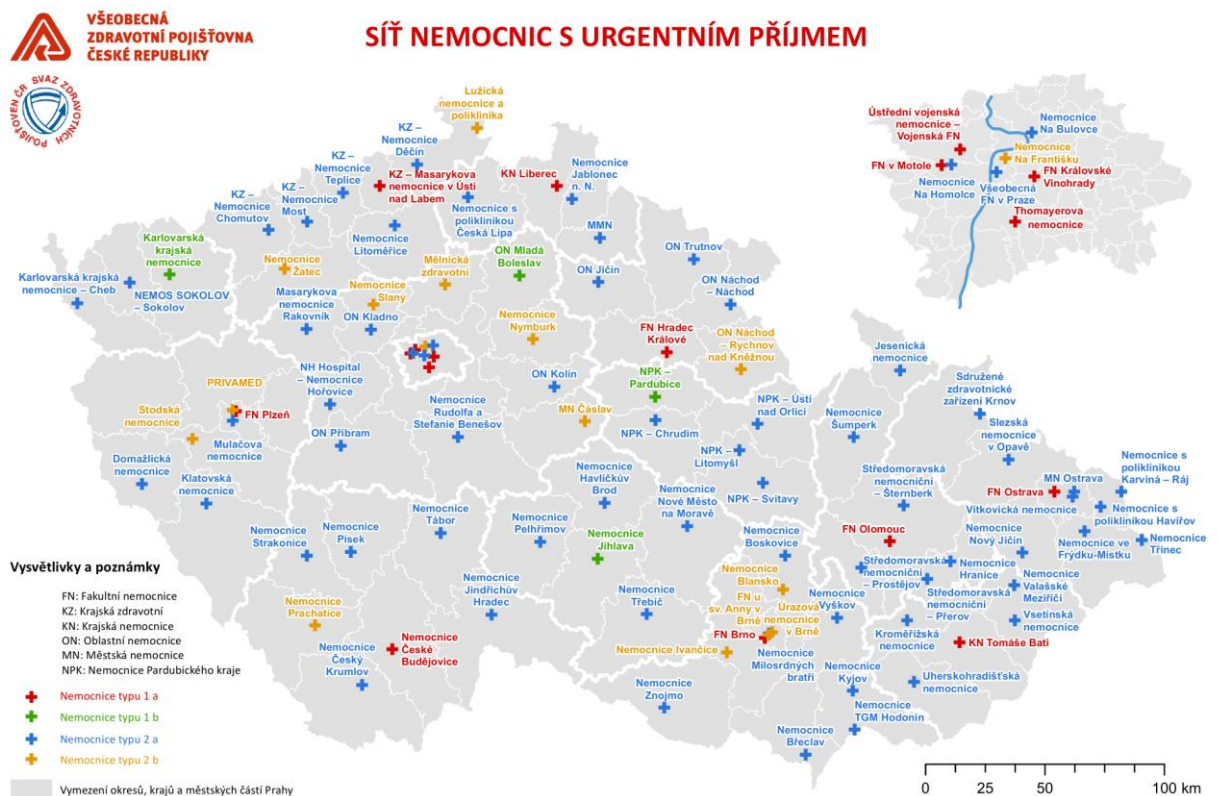 VŠEOBECNÁ
ZDRAVOTNÍ POJIŠŤOVNA
ČESKÉ REPUBLIKY
SVAZ ZDRAVOTNÍCH
POJIŠŤOVEN ČR
SÍŤ NEMOCNIC S URGENTNÍM PŘÍJMEM
Lužická
nemocnice a
poliklinika
KZ –
Nemocnice
Děčín
KZ –
Nemocnice
Teplice
KZ – Masarykova
nemocnice v Ústí
nad Labem
KN Liberec
Nemocnice
Jablonec
n. N.
KZ –
Nemocnice
Chomutov
KZ –
Nemocnice
Most
Nemocnice s
poliklinikou
Česká Lípa
Nemocnice
Litoměřice
MMN
Karlovarská
krajská
nemocnice
Karlovarská krajská
nemocnice – Cheb
NEMOS SOKOLOV
– Sokolov
Nemocnice
Žatec
Mělnická
zdravotní
ON Mladá
Boleslav
ON Jičín
ON Trutnov
ON Náchod
– Náchod
Masarykova
nemocnice
Rakovník
Nemocnice
Slaný
ON Kladno
Nemocnice
Nymburk
FN Hradec
Králové
ON Náchod
– Rychnov
nad Kněžnou
Ústřední vojenská
nemocnice –
Vojenská FN
Nemocnice
Na Bulovce
Nemocnice
Na Františku
FN v Motole
Nemocnice
Na Homolce
Všeobecná
FN v Praze
FN Královské
Vinohrady
Thomayerova
nemocnice
PRIVAMED
Stodská
nemocnice
FN Plzeň
Mulačova
nemocnice
NH Hospital
– Nemocnice
Hořovice
ON Příbram
Nemocnice
Rudolfa a
Stefanie Benešov
ON Kolín
MN Čáslav
NPK –
Pardubice
NPK – Chrudim
NPK – Ústí
nad Orlicí
NPK –
Litomyšl
NPK – Svitavy
Nemocnice
Šumperk
Jesenická
nemocnice
Sdružené
zdravotnické
zařízení Krnov
Slezská
nemocnice
v Opavě
Nemocnice s
poliklinikou
Karviná – Ráj
MN Ostrava
FN Ostrava
Vítkovická nemocnice
Nemocnice s
poliklinikou Havířov
Nemocnice ve
Frýdku-Místku
Nemocnice
Třinec
Domažlická
nemocnice
Klatovská
nemocnice
Nemocnice
Strakonice
Nemocnice
Písek
Nemocnice
Tábor
Nemocnice
Pelhřimov
Nemocnice
Havlíčkův
Brod
Nemocnice
Nové Město
na Moravě
Nemocnice
Jihlava
Středomoravská
nemocniční
– Šternberk
FN Olomouc
Nemocnice
Nový Jičín
Nemocnice
Hranice
Středomoravská
nemocniční
– Prostějov
Středomoravská
nemocniční
– Přerov
Nemocnice
Valašské
Meziříčí
Vsetínská
nemocnice
Kroměřížská
nemocnice
KN Tomáše Bati
Uherskohradišťská
nemocnice
Nemocnice
Prachatice
Nemocnice
České
Budějovice
Nemocnice
Český
Krumlov
Nemocnice
Jindřichův
Hradec
Nemocnice
Třebíč
Nemocnice
Boskovice
Nemocnice
Blansko
FN u
sv. Anny v
Brně
Úrazová
nemocnice
v Brně
Nemocnice
Vyškov
FN Brno
Nemocnice Ivančice
Nemocnice
Milosrdných
bratří
Nemocnice
Znojmo
Nemocnice
Kyjov
Nemocnice
TGM Hodonín
Nemocnice
Břeclav
Vysvětlivky a poznámky
FN: Fakultní nemocnice
KZ: Krajská zdravotní
KN: Krajská nemocnice
ON: Oblastní nemocnice
MN: Městská nemocnice
NPK: Nemocnice Pardubického kraje
Nemocnice typu 1 a
Nemocnice typu 1 b
Nemocnice typu 2 a
Nemocnice typu 2 b
Vymezení okresů, krajů a městských částí Prahy
0 25 50 100 km